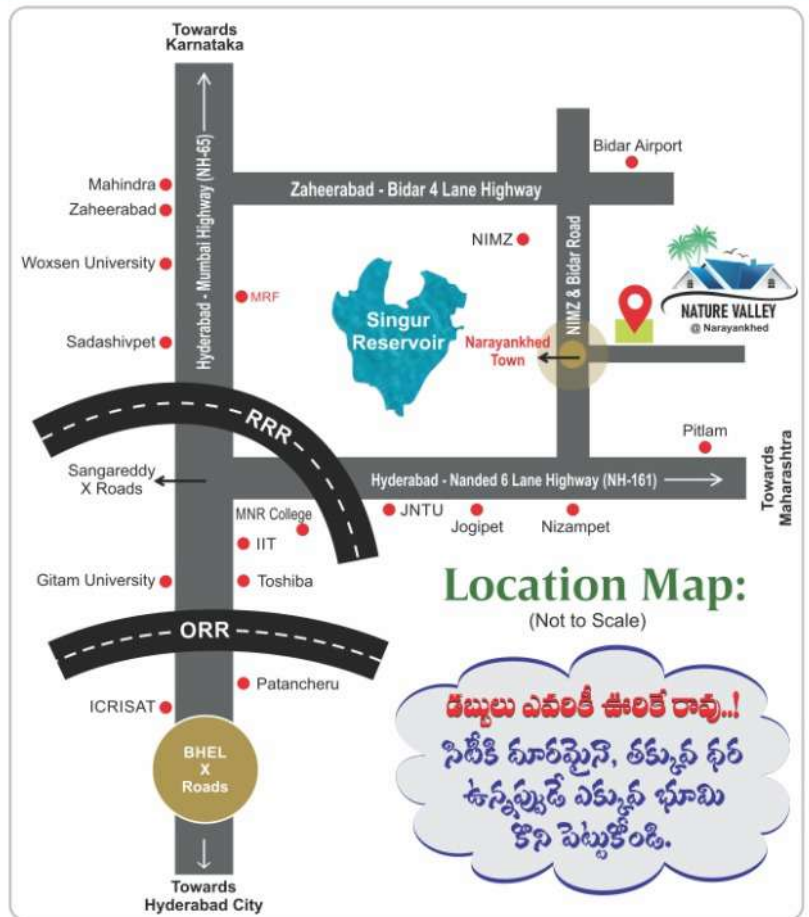 Towards
Karnataka
Hyderabad - Mumbai Highway (NH-65)
Mahindra
Zaheerabad
Woxsen University
Sadashivpet
MRF
Zaheerabad - Bidar 4 Lane Highway
Bidar Airport
NIMZ
NIMZ & Bidar Road
Singur
Reservoir
Narayankhed
Town
NATURE VALLEY
@ Narayankhed
RRR
Sangareddy
X Roads
Hyderabad - Nanded 6 Lane Highway (NH-161)
Pitlam
Towards
Maharashtra
MNR College
JNTU
Jogipet
Nizampet
IIT
Gitam University
Toshiba
ORR
Patancheru
ICRISAT
BHEL
X
Roads
Towards
Hyderabad City
Location Map:
(Not to Scale)
డబ్బులు ఎవరికీ ఊరికే రావు..!
సిటీకి దూరమైనా, తక్కువ ధర
ఉన్నప్పుడే ఎక్కువ భూమి
కొని పెట్టుకోండి.